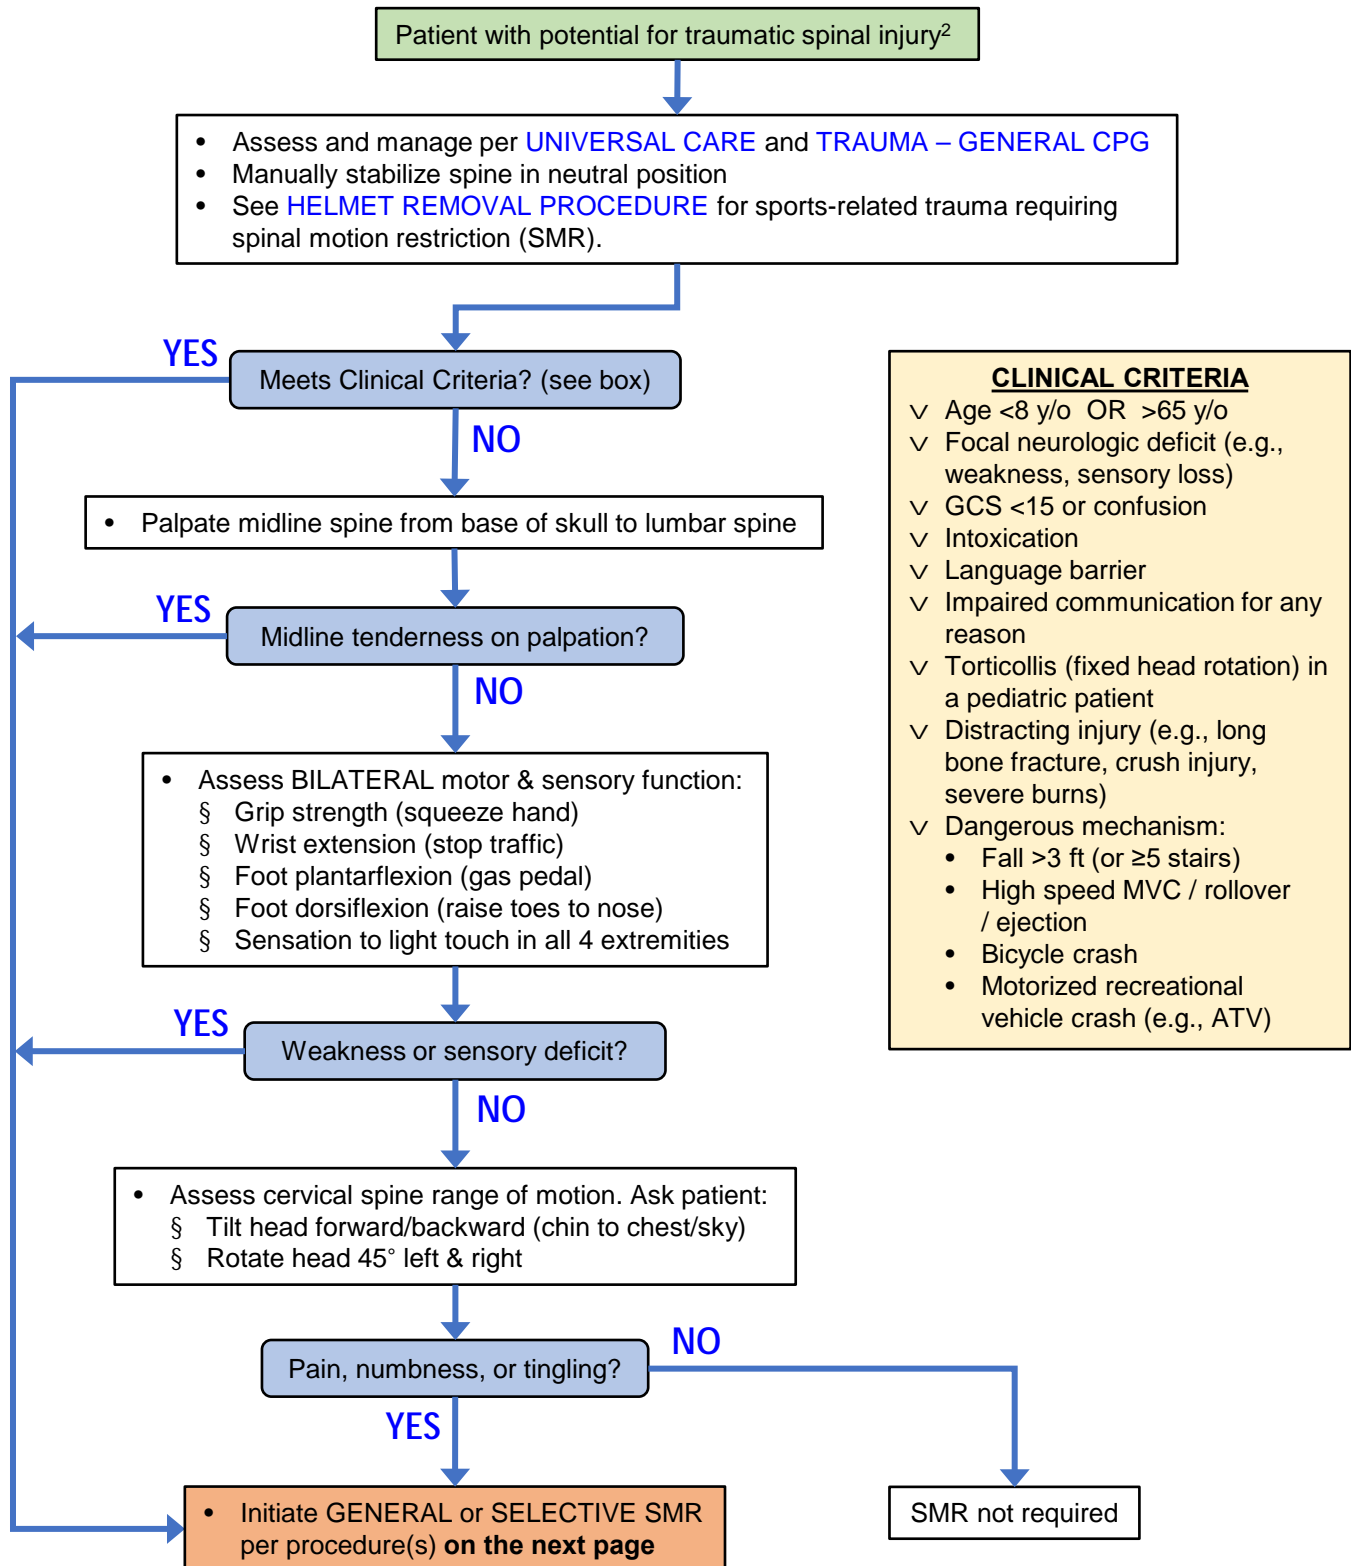 Patient with potential for traumatic spinal injury²
• Assess and manage per UNIVERSAL CARE and TRAUMA – GENERAL CPG
• Manually stabilize spine in neutral position
• See HELMET REMOVAL PROCEDURE for sports-related trauma requiring
spinal motion restriction (SMR).
YES
Meets Clinical Criteria? (see box)
NO
• Palpate midline spine from base of skull to lumbar spine
YES
Midline tenderness on palpation?
NO
• Assess BILATERAL motor & sensory function:
§ Grip strength (squeeze hand)
§ Wrist extension (stop traffic)
§ Foot plantarflexion (gas pedal)
§ Foot dorsiflexion (raise toes to nose)
§ Sensation to light touch in all 4 extremities
YES
Weakness or sensory deficit?
NO
• Assess cervical spine range of motion. Ask patient:
§ Tilt head forward/backward (chin to chest/sky)
§ Rotate head 45° left & right
Pain, numbness, or tingling?
NO
YES
• Initiate GENERAL or SELECTIVE SMR
per procedure(s) on the next page
SMR not required
CLINICAL CRITERIA
v Age <8 y/o OR >65 y/o
v Focal neurologic deficit (e.g.,
weakness, sensory loss)
v GCS <15 or confusion
v Intoxication
v Language barrier
v Impaired communication for any
reason
v Torticollis (fixed head rotation) in
a pediatric patient
v Distracting injury (e.g., long
bone fracture, crush injury,
severe burns)
v Dangerous mechanism:
• Fall >3 ft (or ≥5 stairs)
• High speed MVC / rollover
/ ejection
• Bicycle crash
• Motorized recreational
vehicle crash (e.g., ATV)